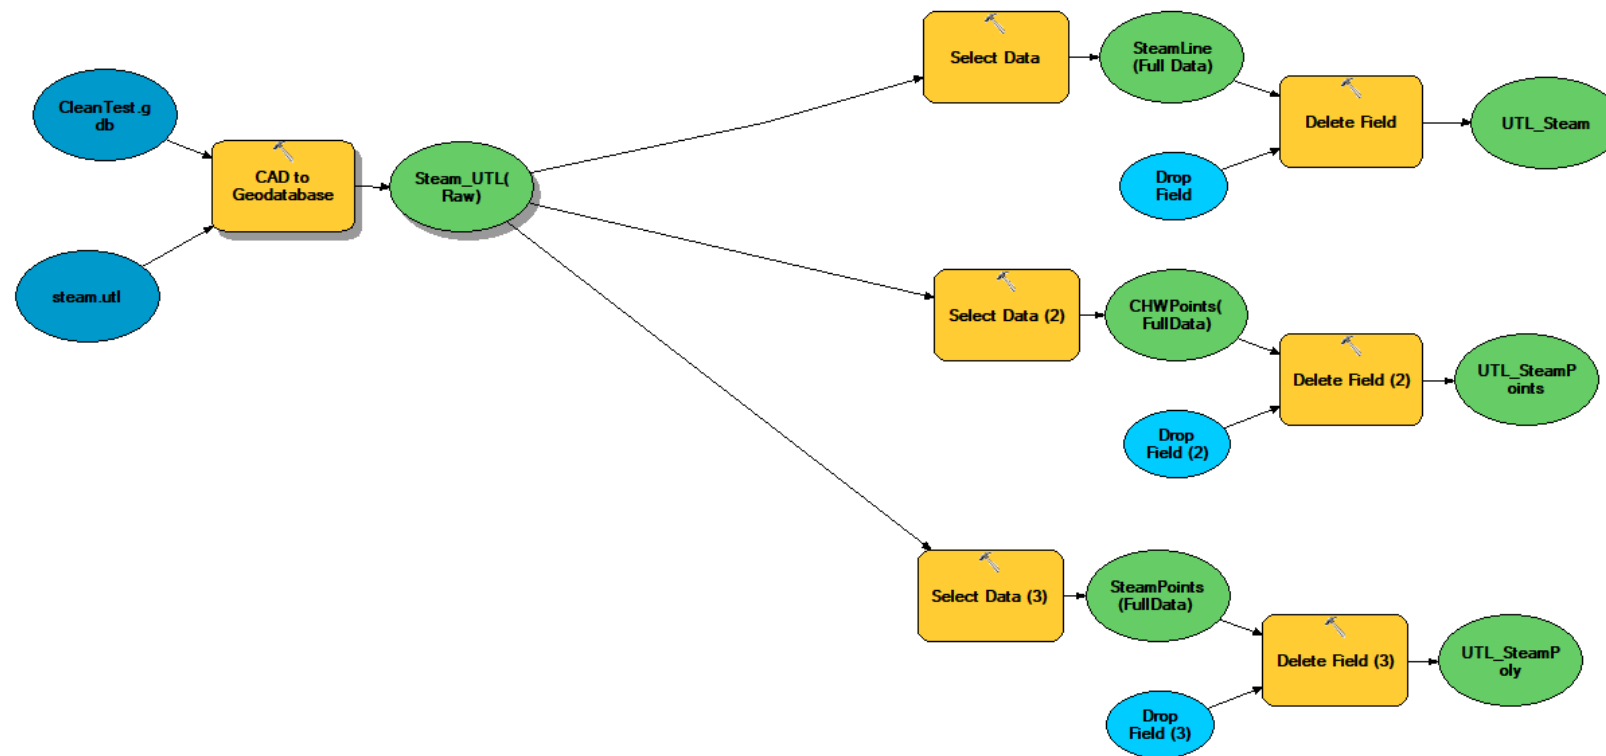 CleanTest.g
db
steam.utl
CAD to
Geodatabase
Steam_UTL(
Raw)
Select Data
SteamLine
(Full Data)
Drop
Field
Delete Field
UTL_Steam
Select Data (2)
CHWPoints(
FullData)
Drop
Field (2)
Delete Field (2)
UTL_SteamP
oints
Select Data (3)
SteamPoints
(FullData)
Drop
Field (3)
Delete Field (3)
UTL_SteamP
oly